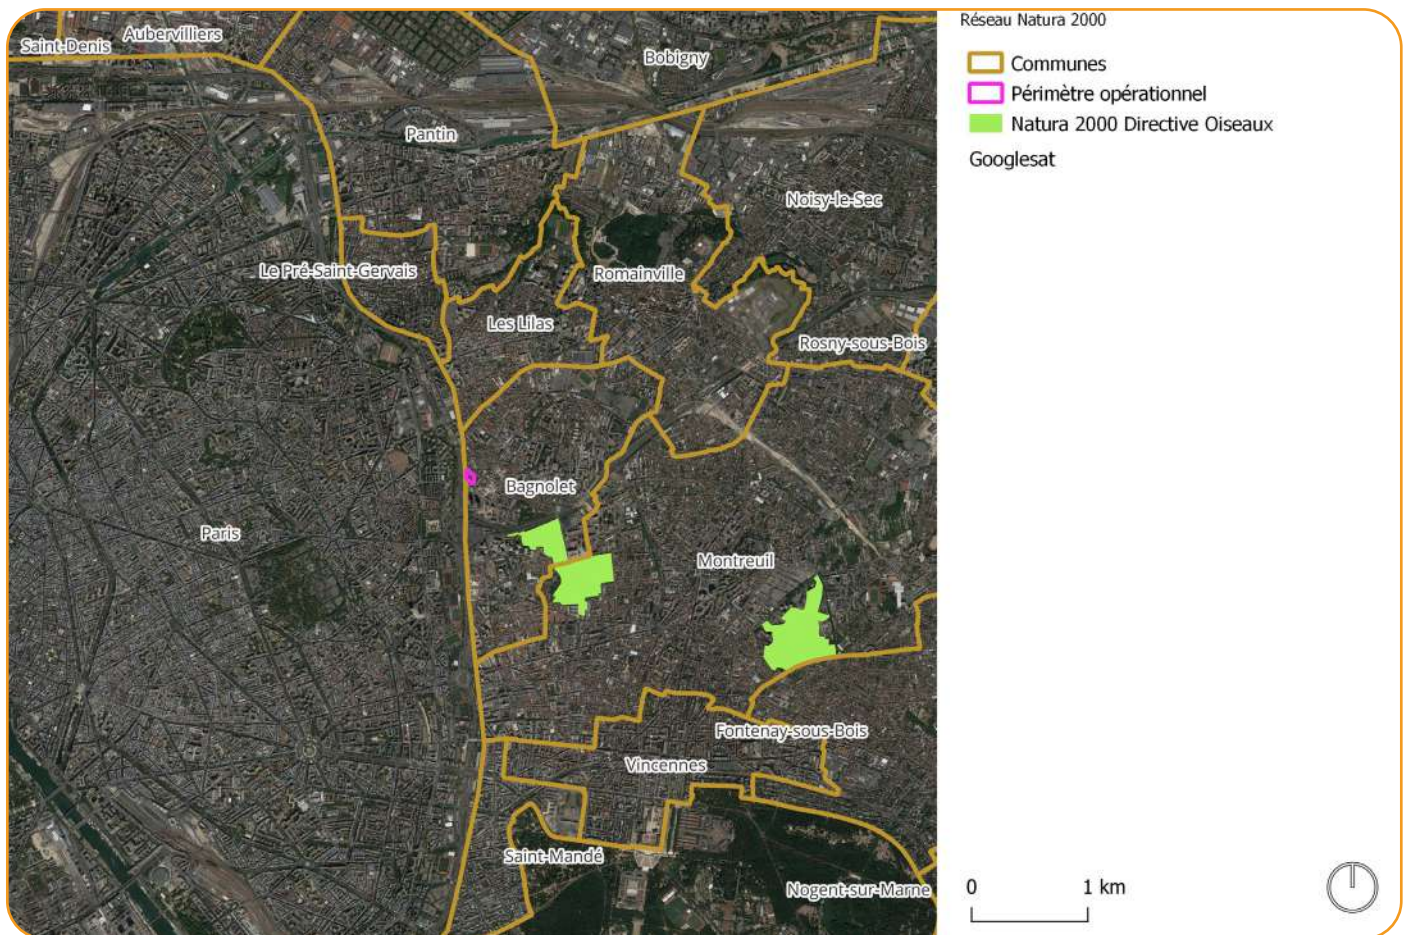 Réseau Natura 2000
Communes
Périmètre opérationnel
Natura 2000 Directive Oiseaux
Googlesat
Saint-Denis
Aubervilliers
Bobigny
Pantin
Noisy-le-Sec
Le Pré-Saint-Gervais
Romainville
Les Lilas
Rosny-sous-Bois
Bagnolet
Paris
Montreuil
Fontenay-sous-Bois
Vincennes
Saint-Mandé
Nogent-sur-Marne
0 1 km